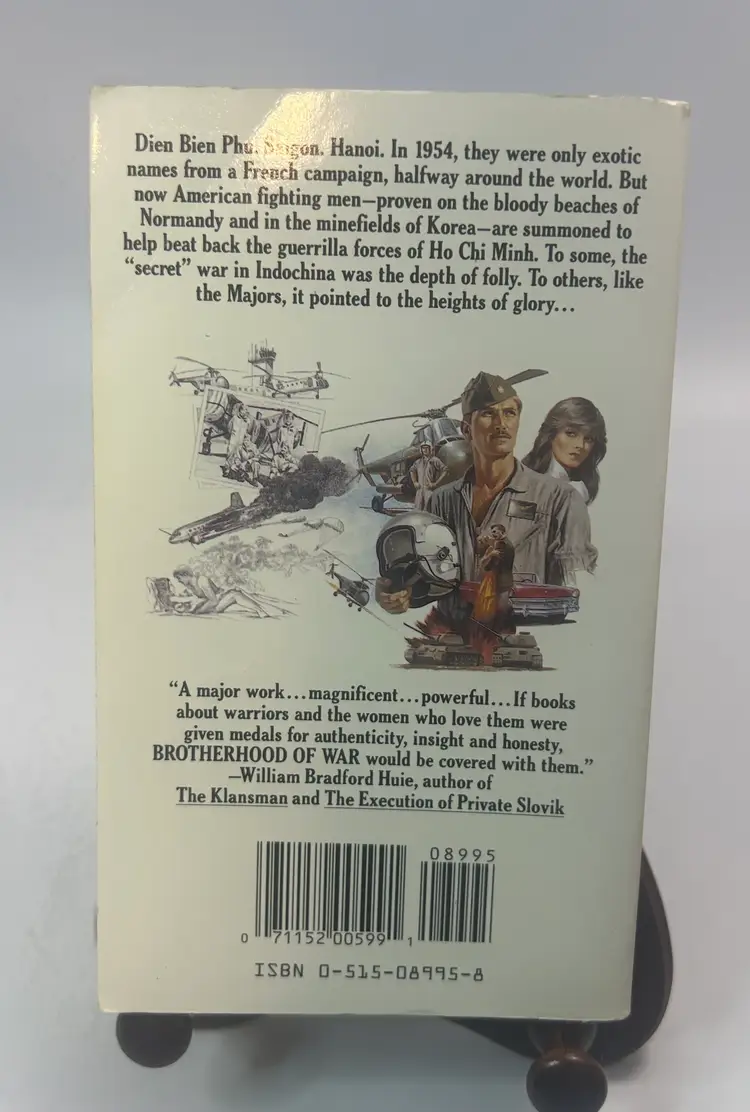 Dien Bien Phu. Saigon. Hanoi. In 1954, they were only exotic
names from a French campaign, halfway around the world. But
now American fighting men—proven on the bloody beaches of
Normandy and in the minefields of Korea—are summoned to
help beat back the guerrilla forces of Ho Chi Minh. To some, the
“secret” war in Indochina was the depth of folly. To others, like
the Majors, it pointed to the heights of glory...
“A major work...magnificent...powerful...If books
about warriors and the women who love them were
given medals for authenticity, insight and honesty,
BROTHERHOOD OF WAR would be covered with them.”
—William Bradford Huie, author of
The Klansman and The Execution of Private Slovik
08995
0 71152 00599 1
ISBN 0-515-08995-8